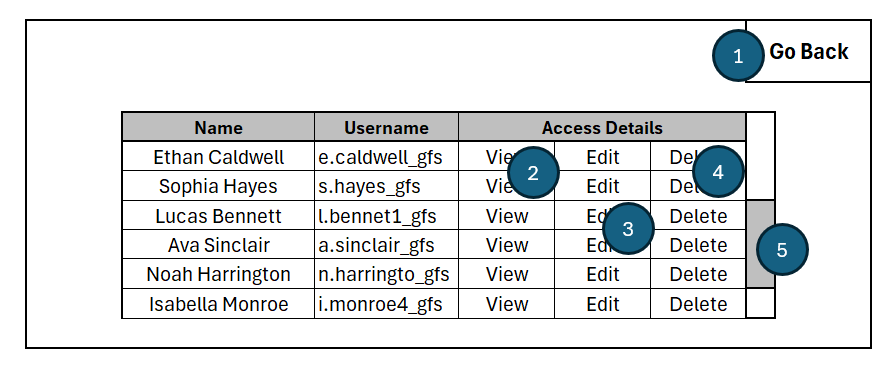 1 Go Back
Name Username Access Details
Ethan Caldwell e.caldwell_gfs Edit
2 4
Sophia Hayes s.hayes_gfs Edit
Lucas Bennett l.bennet1_gfs View Delete
3
Ava Sinclair a.sinclair_gfs View Delete
5
Noah Harrington n.harringto_gfs View Edit Delete
Isabella Monroe i.monroe4_gfs View Edit Delete